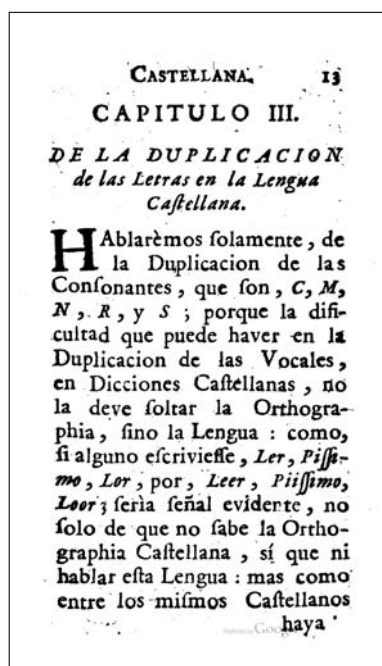 CASTELLANA. 13
CAPITULO III.
DE LA DUPLICACION
de las Letras en la Lengua
Caſtellana.
HAblarèmos ſolamente, de
la Duplicacion de las
Conſonantes, que ſon, C, M,
N, R, y S; porque la difi-
cultad que puede haver en la
Duplicacion de las Vocales,
en Dicciones Caſtellanas, no
la deve ſoltar la Orthogra-
phia, ſino la Lengua: como,
ſi alguno eſcrivieſſe, Ler, Piſſi-
mo, Lor, por, Leer, Piiſſimo,
Loor; ſerìa ſeñal evidente, no
ſolo de que no ſabe la Ortho-
graphia Caſtellana, sí que ni
hablar eſta Lengua: mas como
entre los miſmos Caſtellanos
haya
Google